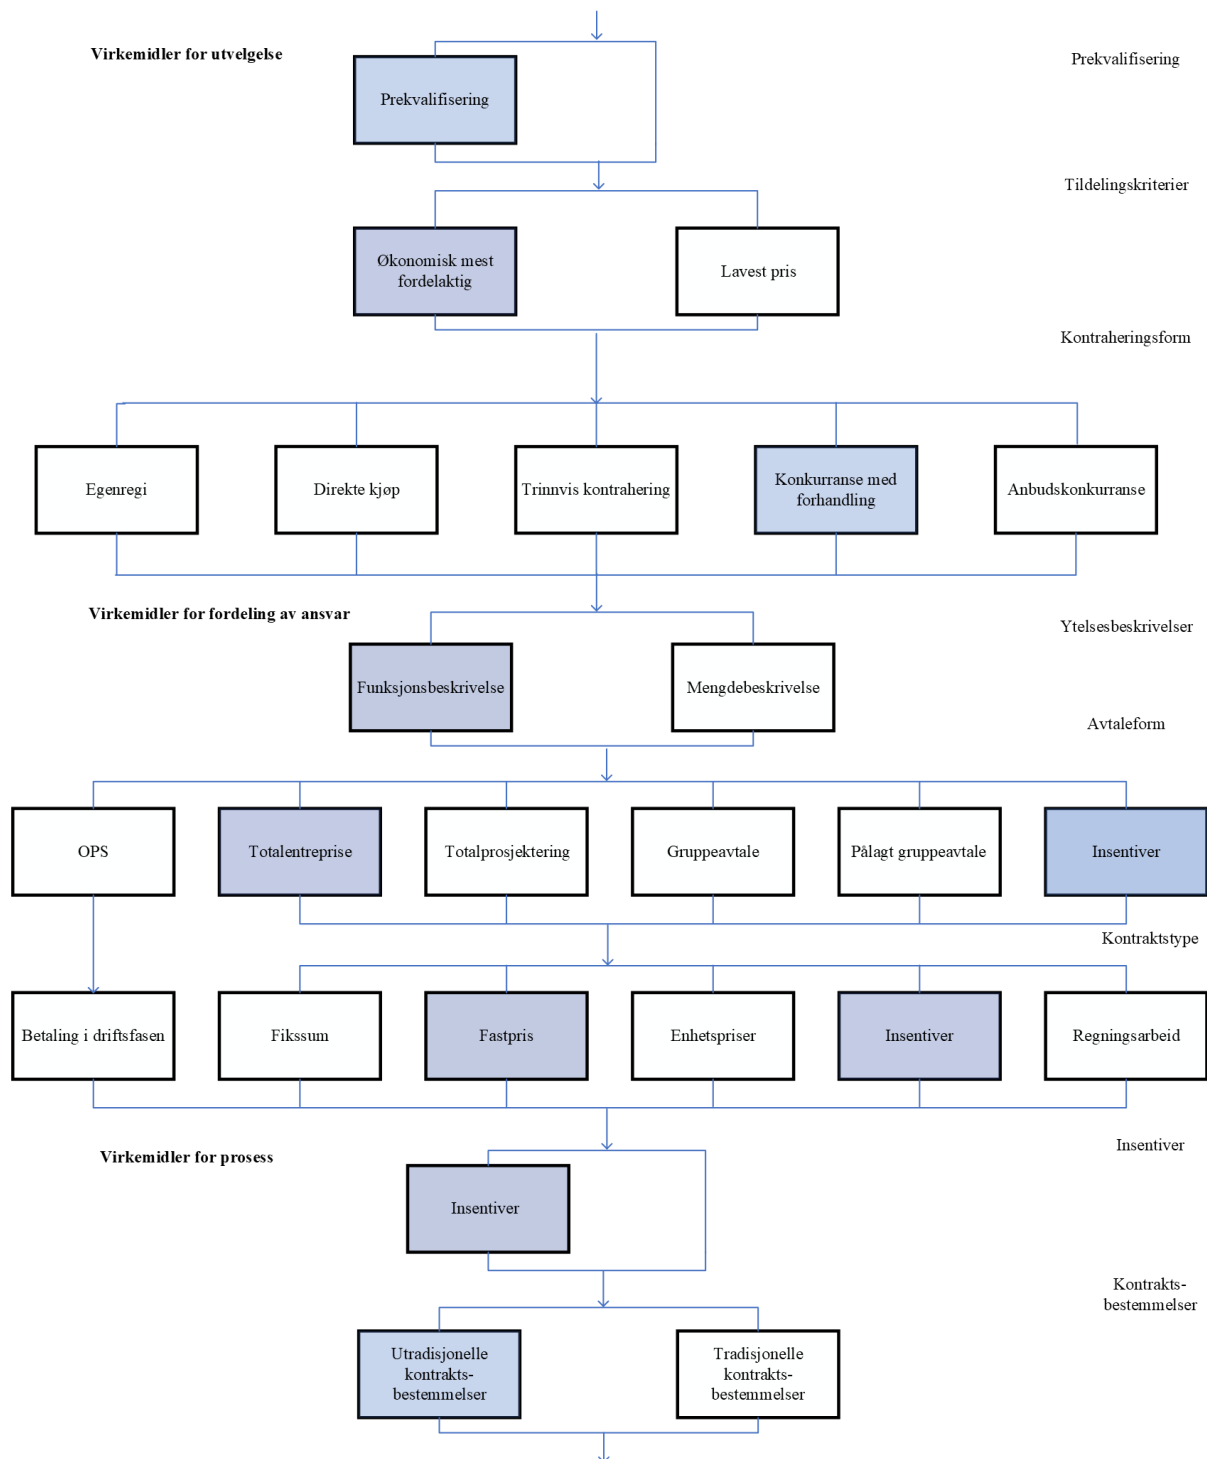 Virkemidler for utvelgelse
Prekvalifisering
Prekvalifisering
Tildelingskriterier
Økonomisk mest
fordelaktig
Lavest pris
Kontraheringsform
Egenregi
Direkte kjøp
Trinnvis kontrahering
Konkurranse med
forhandling
Anbudskonkurranse
Virkemidler for fordeling av ansvar
Ytelsesbeskrivelser
Funksjonsbeskrivelse
Mengdebeskrivelse
Avtaleform
OPS
Totalentreprise
Totalprosjektering
Gruppeavtale
Pålagt gruppeavtale
Insentiver
Kontraktstype
Betaling i driftsfasen
Fikssum
Fastpris
Enhetspriser
Insentiver
Regningsarbeid
Virkemidler for prosess
Insentiver
Insentiver
Kontrakts-
bestemmelser
Utradisjonelle
kontrakts-
bestemmelser
Tradisjonelle
kontrakts-
bestemmelser